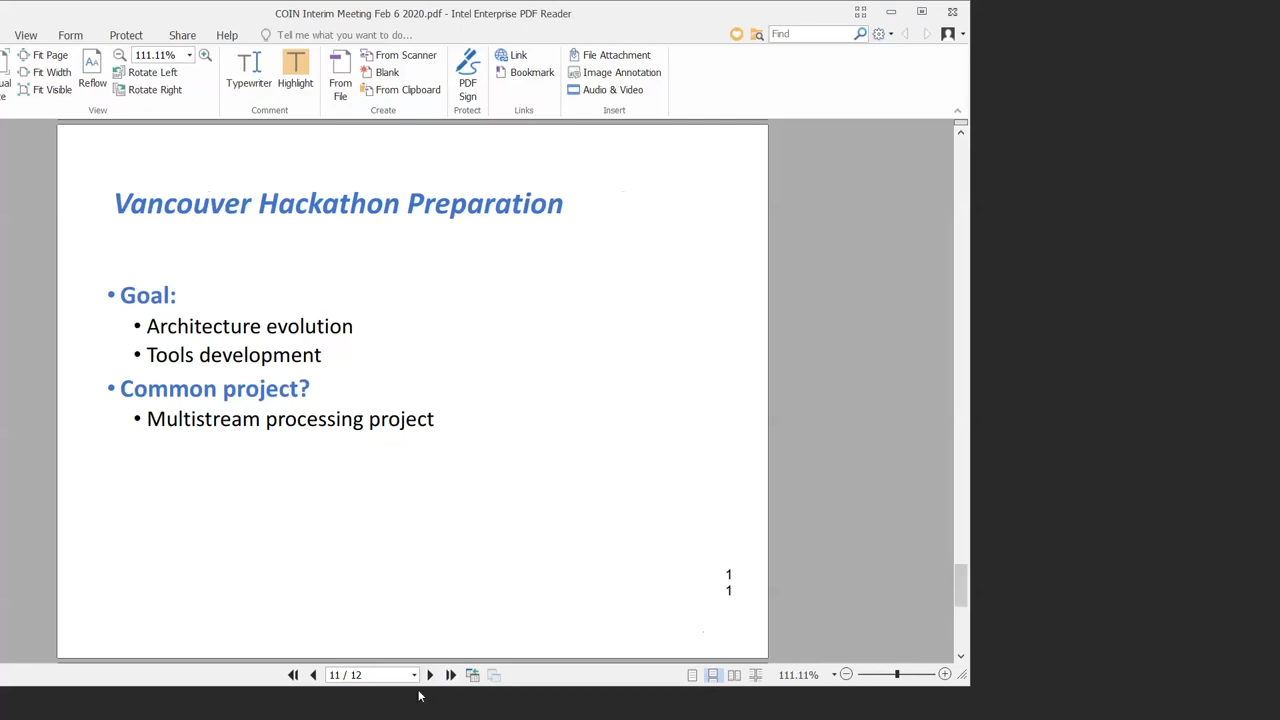 COIN Interim Meeting Feb 6 2020.pdf - Intel Enterprise PDF Reader
View Form Protect Share Help Tell me what you want to do... Find
Fit Page 111.11% From Scanner Link File Attachment
Fit Width Rotate Left Blank Bookmark Image Annotation
Fit Visible Reflow Rotate Right Typewriter Highlight From File From Clipboard PDF Sign Audio & Video
View Comment Create Protect Links Insert
Vancouver Hackathon Preparation
• Goal:
• Architecture evolution
• Tools development
• Common project?
• Multistream processing project
1
1
11 / 12 111.11%